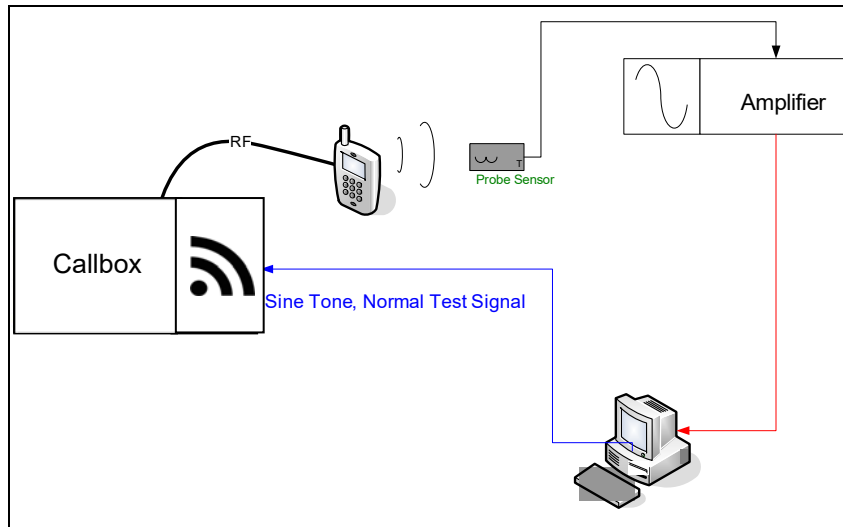 Amplifier
RF
T
Probe Sensor
Callbox
Sine Tone, Normal Test Signal